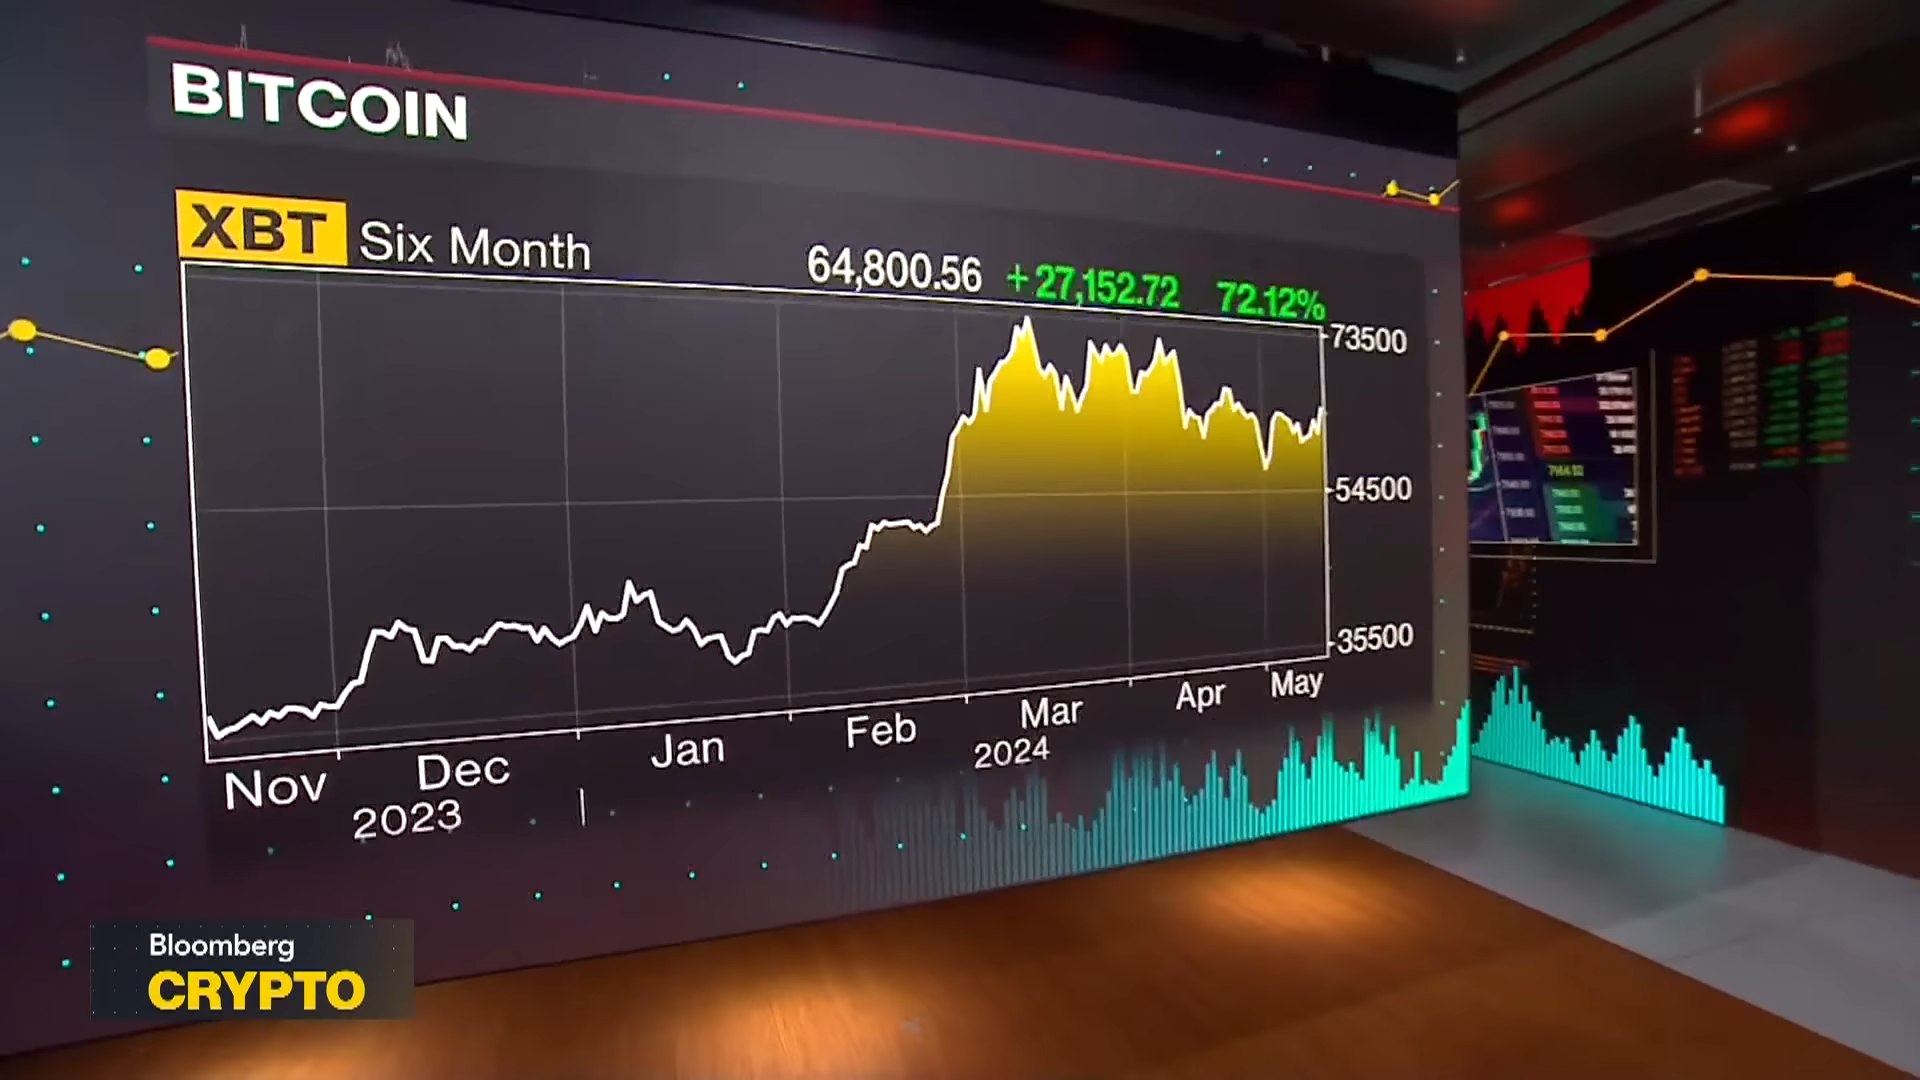 BITCOIN
XBT Six Month 64,800.56 +27,152.72 72.12%
73500
54500
35500
Nov Dec Jan Feb Mar Apr May
2023 2024
Bloomberg
CRYPTO